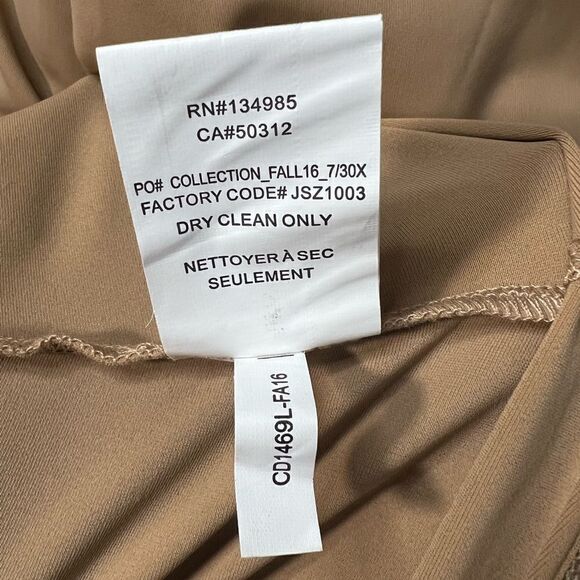 RN#134985
CA#50312
PO# COLLECTION_FALL16_7/30X
FACTORY CODE# JSZ1003
DRY CLEAN ONLY
NETTOYER À SEC
SEULEMENT
CD1469L-FA16